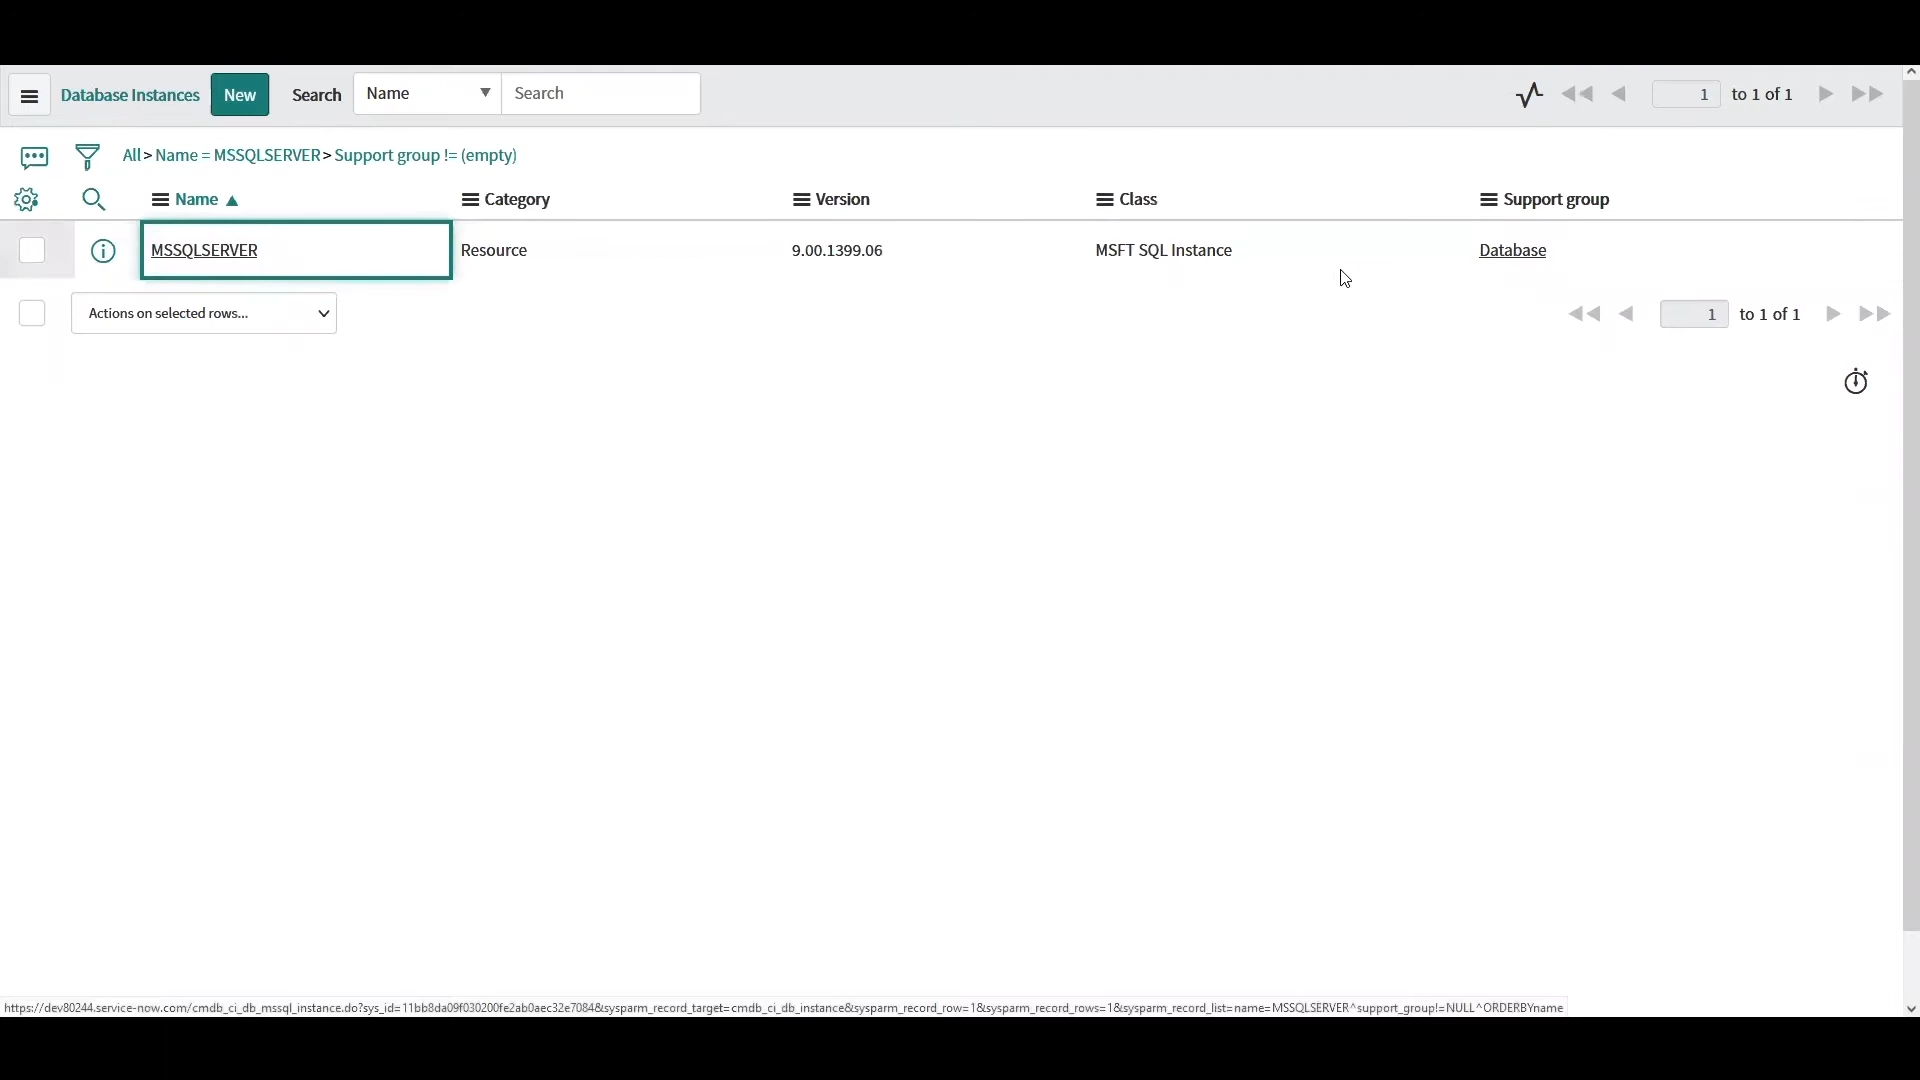 Database Instances New Search Name Search 1 to 1 of 1
All > Name = MSSQLSERVER > Support group != (empty)
Name Category Version Class Support group
MSSQLSERVER Resource 9.00.1399.06 MSFT SQL Instance Database
Actions on selected rows... 1 to 1 of 1
https://dev80244.service-now.com/cmdb_ci_db_mssql_instance.do?sys_id=11bb8da09f030200fe2ab0aec32e7084&sysparm_record_target=cmdb_ci_db_instance&sysparm_record_row=1&sysparm_record_rows=1&sysparm_record_list=name=MSSQLSERVER^support_group!=NULL^ORDERBYname